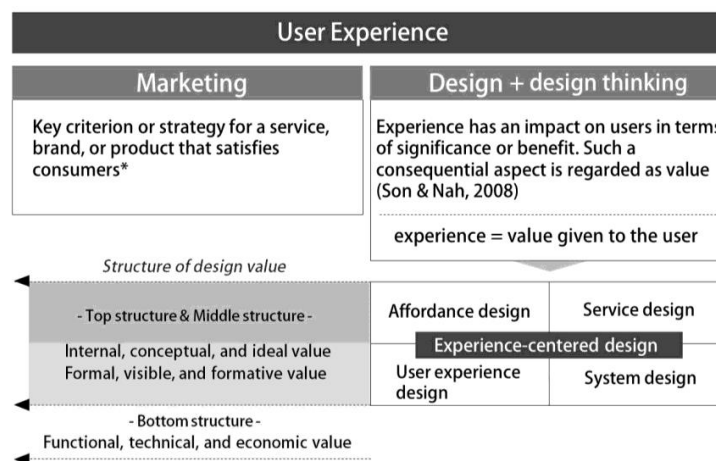 User Experience
Marketing
Key criterion or strategy for a service,
brand, or product that satisfies
consumers*
Design + design thinking
Experience has an impact on users in terms
of significance or benefit. Such a
consequential aspect is regarded as value
(Son & Nah, 2008)
experience = value given to the user
Structure of design value
- Top structure & Middle structure -
Internal, conceptual, and ideal value
Formal, visible, and formative value
- Bottom structure -
Functional, technical, and economic value
Affordance design
Service design
Experience-centered design
User experience
design
System design